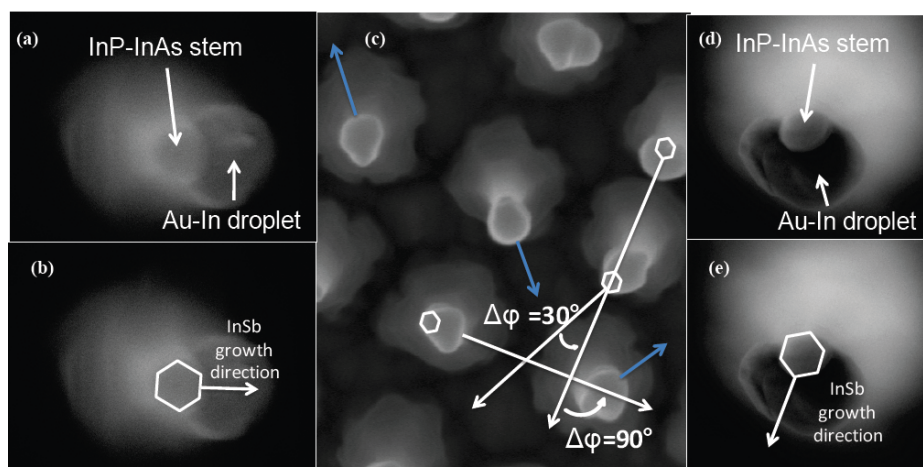 (a)
InP-InAs stem
Au-In droplet
(b)
InSb
growth
direction
(c)
Δφ =30°
Δφ =90°
(d)
InP-InAs stem
Au-In droplet
(e)
InSb
growth
direction